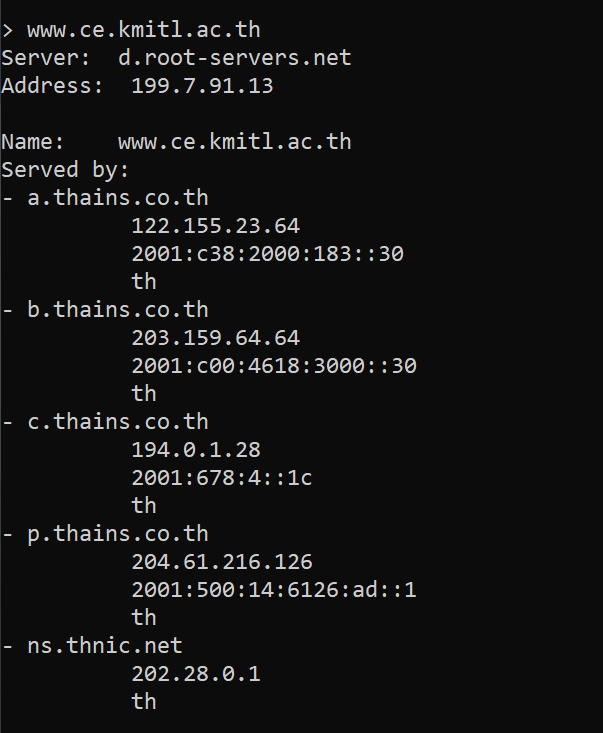 > www.ce.kmitl.ac.th
Server:  d.root-servers.net
Address:  199.7.91.13

Name:    www.ce.kmitl.ac.th
Served by:
- a.thains.co.th
          122.155.23.64
          2001:c38:2000:183::30
          th
- b.thains.co.th
          203.159.64.64
          2001:c00:4618:3000::30
          th
- c.thains.co.th
          194.0.1.28
          2001:678:4::1c
          th
- p.thains.co.th
          204.61.216.126
          2001:500:14:6126:ad::1
          th
- ns.thnic.net
          202.28.0.1
          th